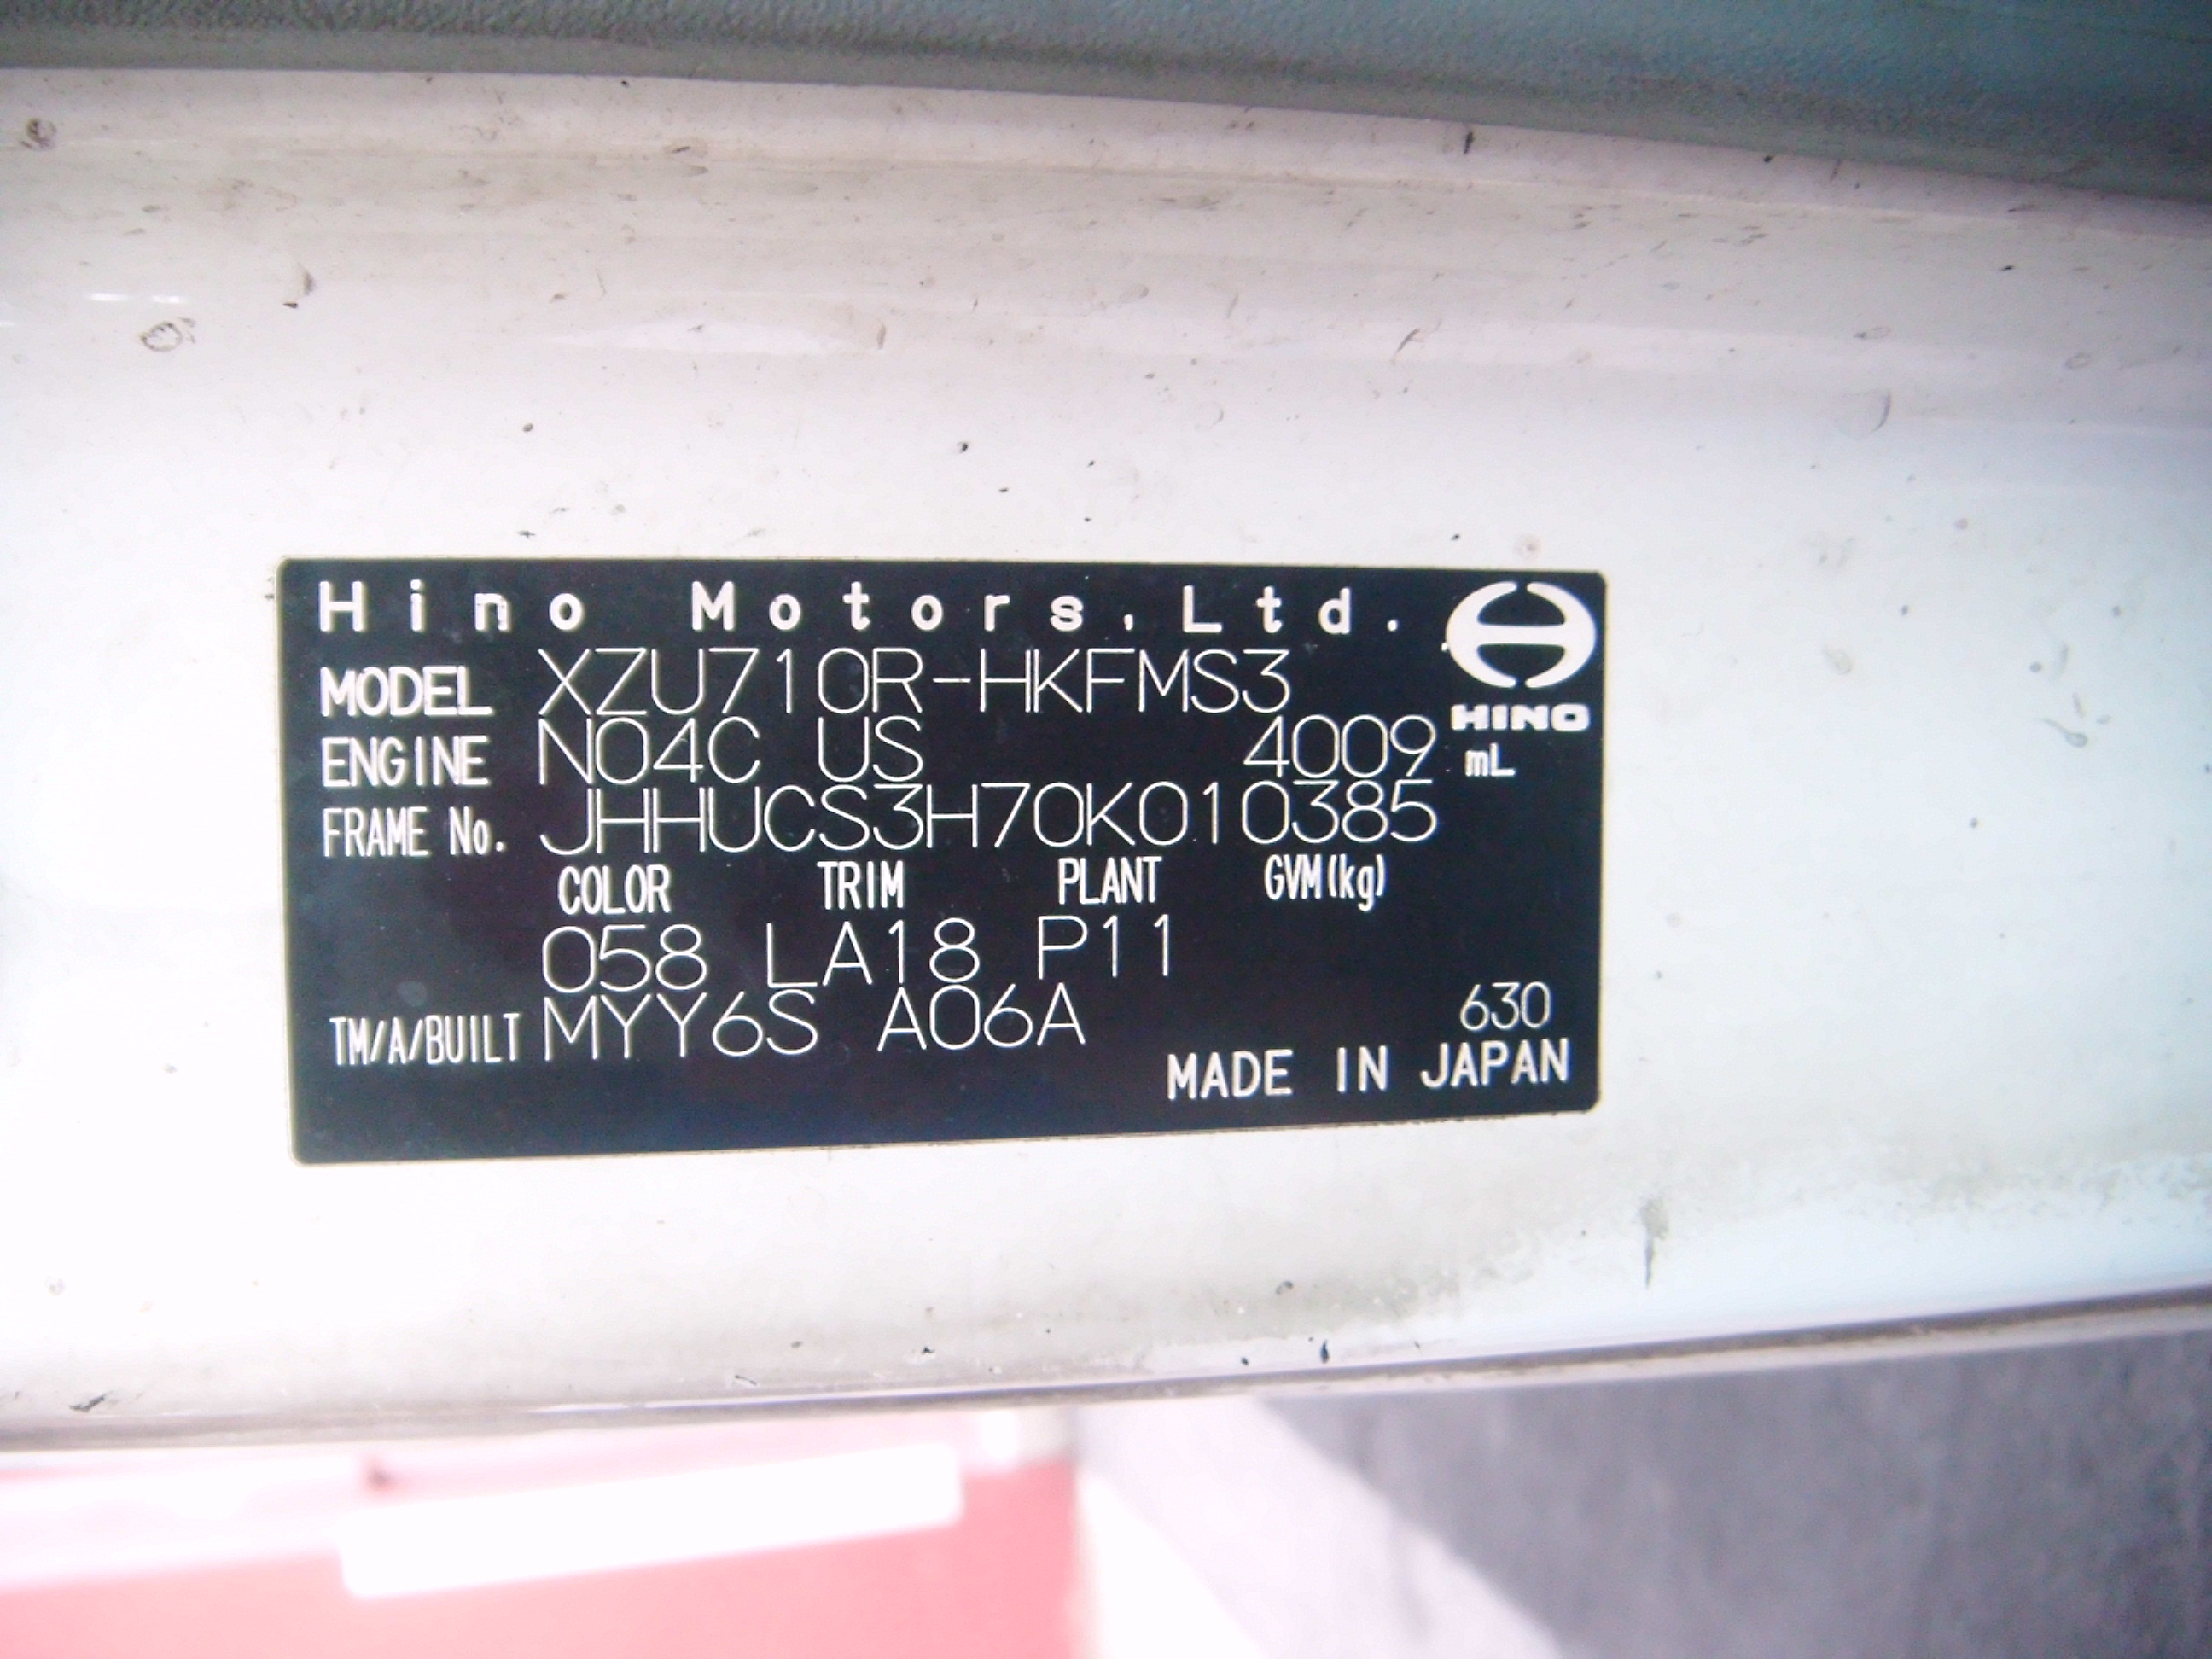 Hino Motors, Ltd.
MODEL XZU710R-HKFMS3
HINO
ENGINE N04C US 4009 mL
FRAME No. JHHUCS3H70K010385
COLOR TRIM PLANT GVM(kg)
058 LA18 P11
TM/A/BUILT MYY6S A06A 630
MADE IN JAPAN